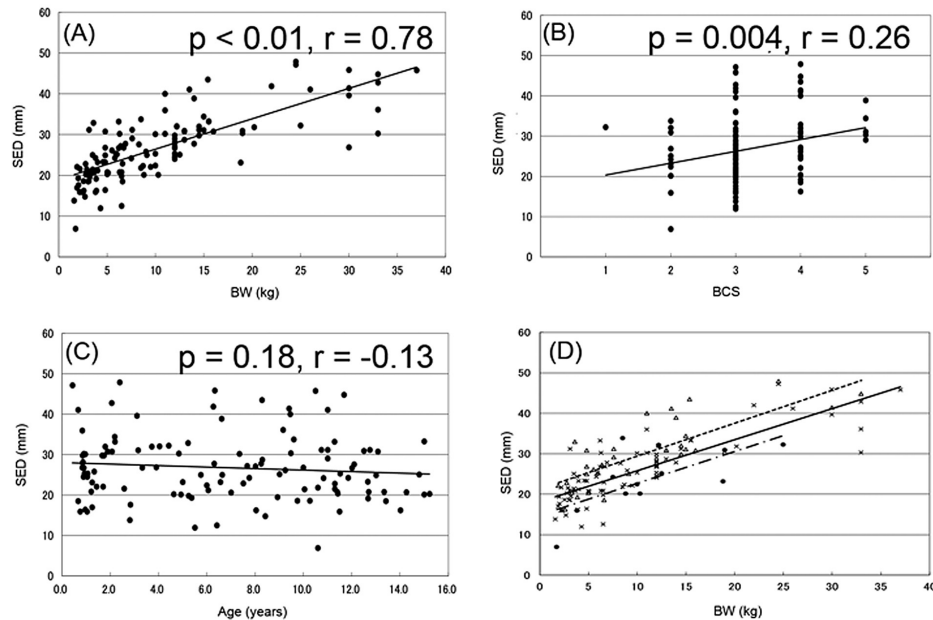 (A)
p < 0.01, r = 0.78
60
50
40
30
20
10
0
SED (mm)
0 5 10 15 20 25 30 35 40
BW (kg)
(B)
p = 0.004, r = 0.26
60
50
40
30
20
10
0
SED (mm)
1 2 3 4 5
BCS
(C)
p = 0.18, r = -0.13
60
50
40
30
20
10
0
SED (mm)
0.0 2.0 4.0 6.0 8.0 10.0 12.0 14.0 16.0
Age (years)
(D)
60
50
40
30
20
10
0
SED (mm)
0 5 10 15 20 25 30 35 40
BW (kg)